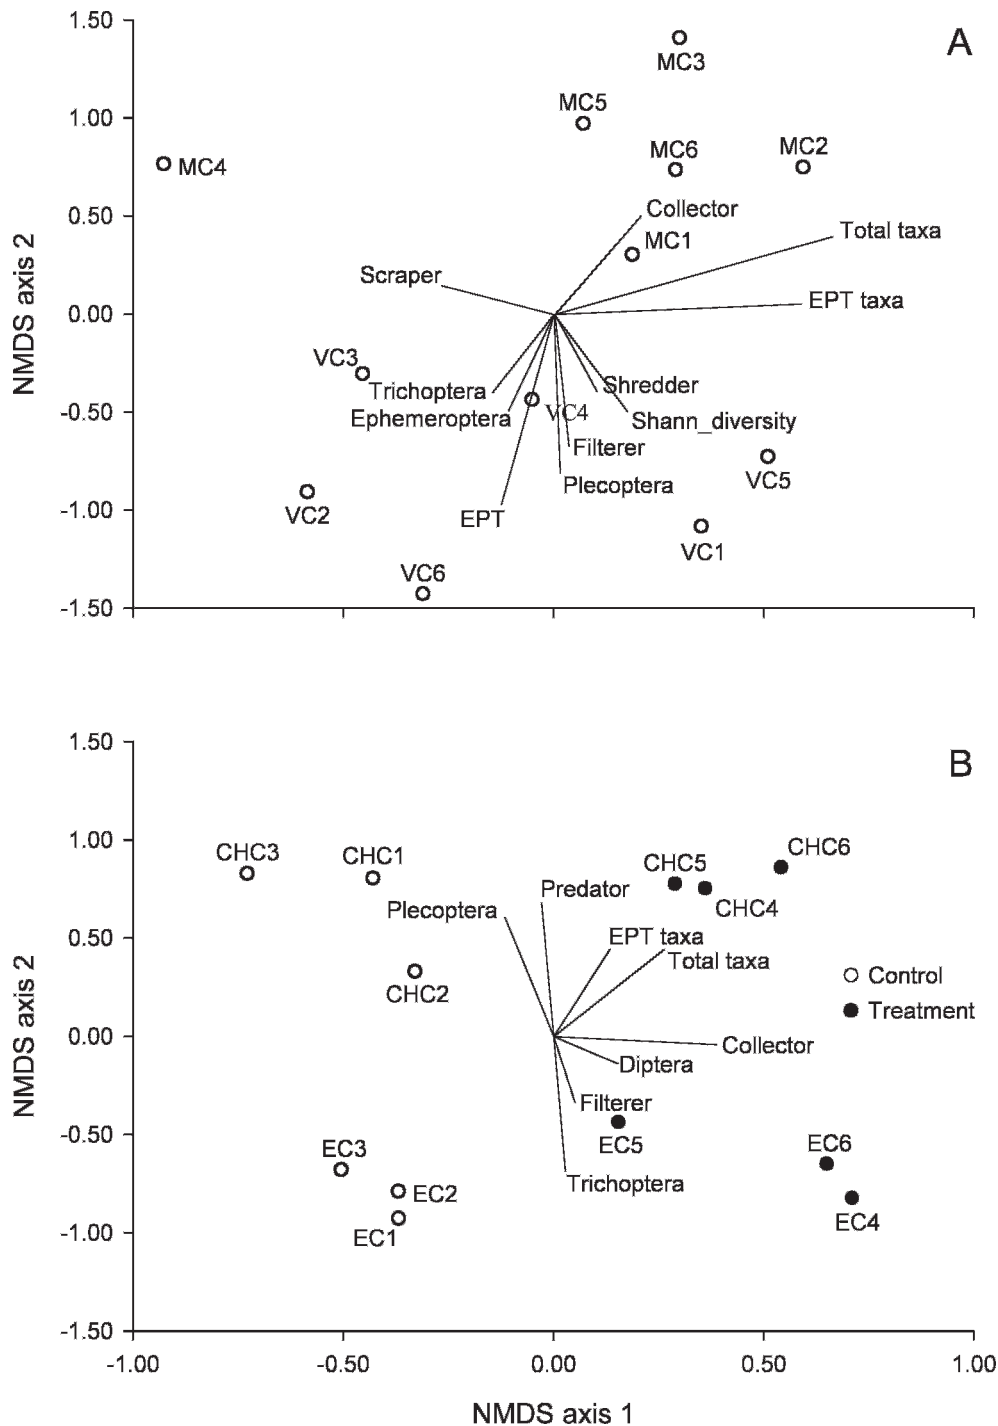 1.50
A
MC3
MC5
1.00
MC6
MC2
MC4
Collector
0.50
Total taxa
MC1
Scraper
EPT taxa
0.00
NMDS axis 2
VC3
Trichoptera
Shredder
Ephemeroptera
VC4
-0.50
Shann_diversity
Filterer
VC5
Plecoptera
-1.00
VC2
EPT
VC1
VC6
-1.50
1.50
B
1.00
CHC3
CHC1
CHC5
CHC6
Predator
CHC4
Plecoptera
0.50
EPT taxa
Total taxa
CHC2
Control
Treatment
0.00
NMDS axis 2
Collector
Diptera
Filterer
-0.50
EC3
EC5
EC6
EC2
Trichoptera
EC4
-1.00
EC1
-1.50
-1.00 -0.50 0.00 0.50 1.00
NMDS axis 1